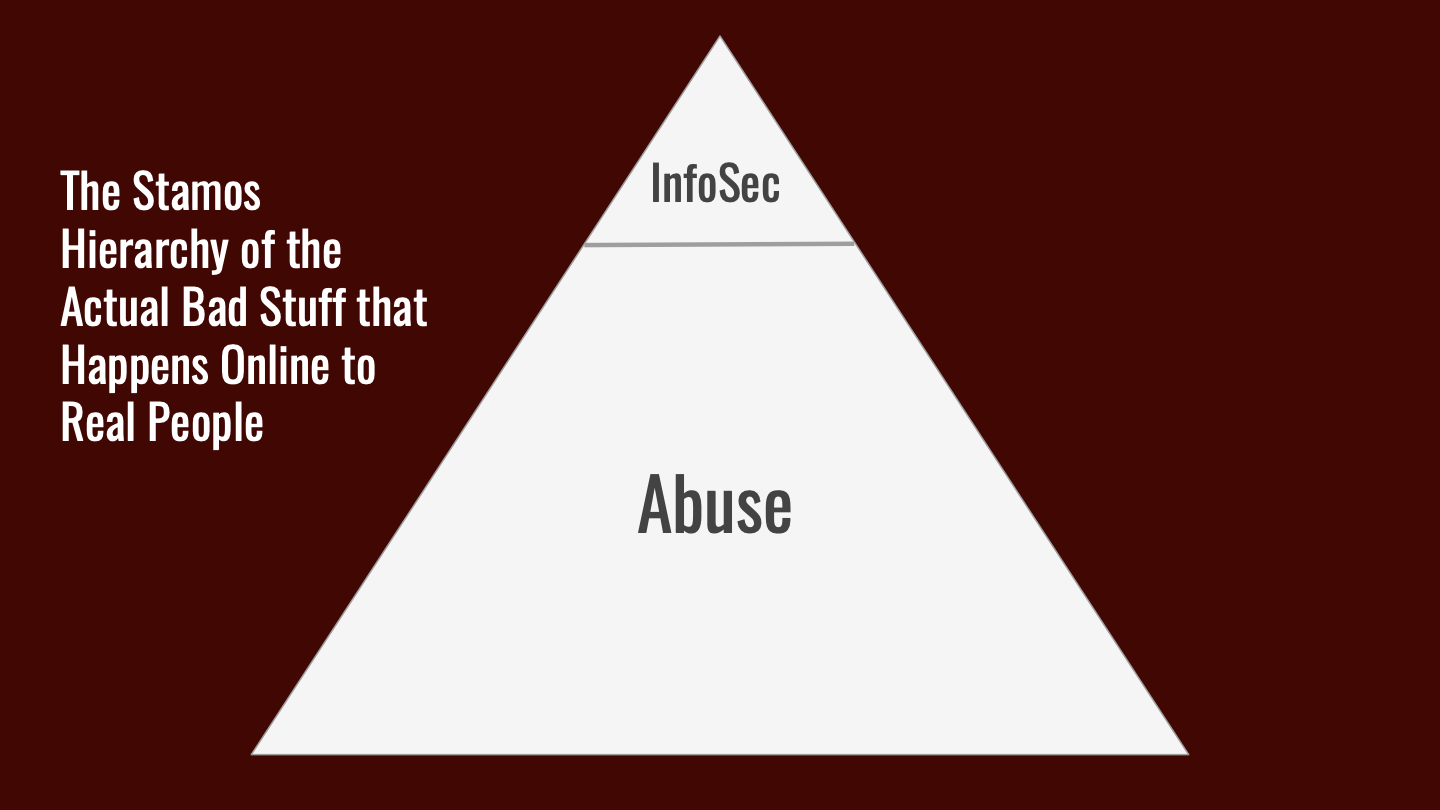 The Stamos
Hierarchy of the
Actual Bad Stuff that
Happens Online to
Real People
InfoSec
Abuse